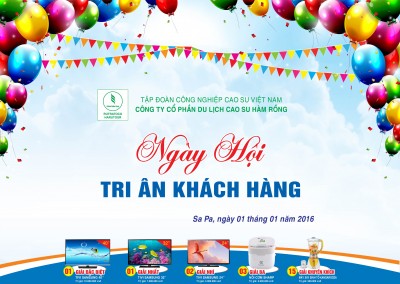 TẬP ĐOÀN CÔNG NGHIỆP CAO SU VIỆT NAM
CÔNG TY CỔ PHẦN DU LỊCH CAO SU HÀM RỒNG
Ngày Hội
TRI ÂN KHÁCH HÀNG
Sa Pa, ngày 01 tháng 01 năm 2016
01 GIẢI ĐẶC BIỆT
01 GIẢI NHẤT
02 GIẢI NHÌ
03 GIẢI BA
15 GIẢI KHUYẾN KHÍCH